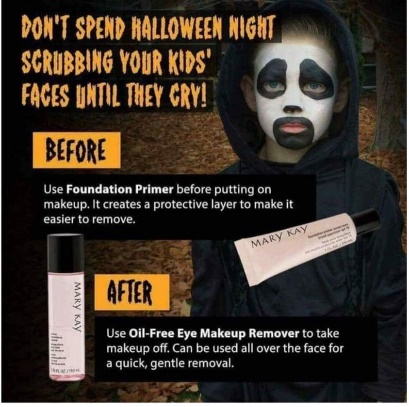 DON'T SPEND HALLOWEEN NIGHT
SCRUBBING YOUR KIDS'
FACES UNTIL THEY CRY!
BEFORE
Use Foundation Primer before putting on
makeup. It creates a protective layer to make it
easier to remove.
MARY KAY
MARY KAY
AFTER
Use Oil-Free Eye Makeup Remover to take
makeup off. Can be used all over the face for
a quick, gentle removal.